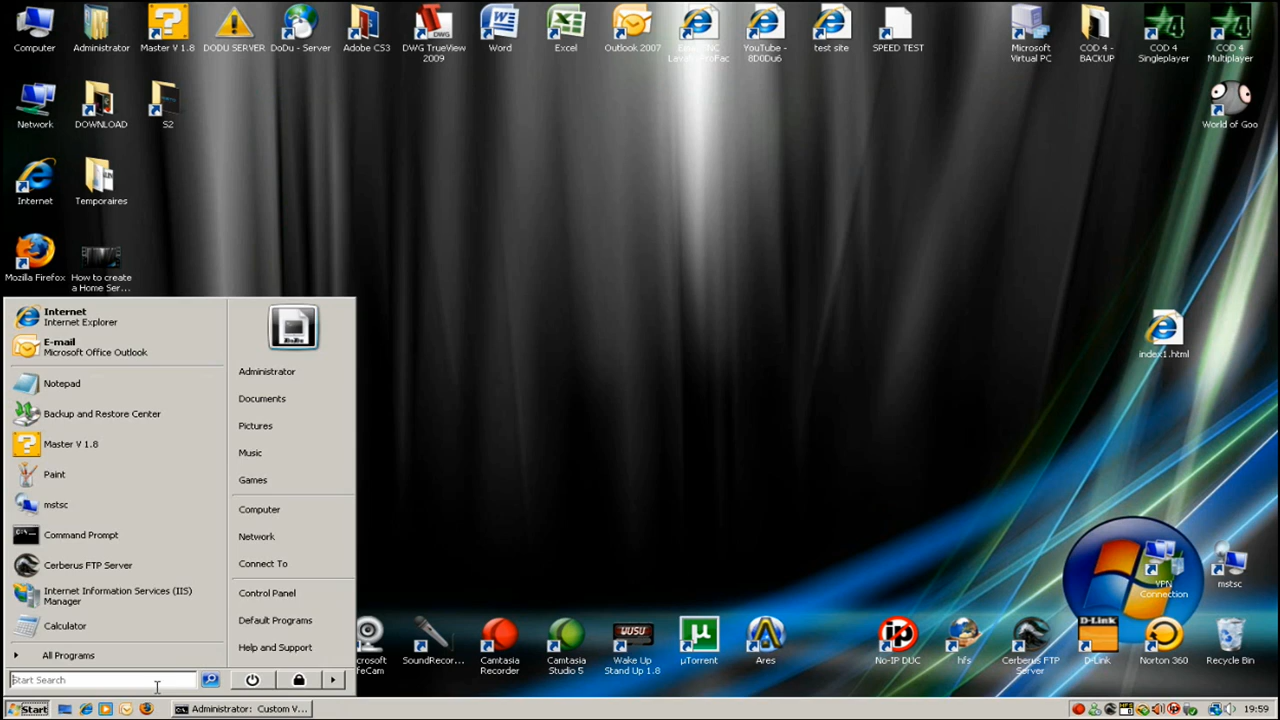 Computer
Administrator
Master V 1.8
DODU SERVER
DoDu - Server
Adobe CS3
DWG TrueView
2009
Word
Excel
Outlook 2007
YouTube -
8D0Du6
test site
SPEED TEST
Microsoft
Virtual PC
COD 4 -
BACKUP
COD 4
Singleplayer
COD 4
Multiplayer
Network
DOWNLOAD
S2
World of Goo
Internet
Temporaires
Mozilla Firefox
How to create
a Home Ser...
index1.html
Internet
Internet Explorer
E-mail
Microsoft Office Outlook
Notepad
Backup and Restore Center
Master V 1.8
Paint
mstsc
Command Prompt
Cerberus FTP Server
Internet Information Services (IIS)
Manager
Calculator
All Programs
Start Search
Administrator
Documents
Pictures
Music
Games
Computer
Network
Connect To
Control Panel
Default Programs
Help and Support
VPN
Connection
mstsc
SoundRecor...
Camtasia
Recorder
Camtasia
Studio 5
WUSU
Wake Up
Stand Up 1.8
µTorrent
Ares
ip
No-IP DUC
hfs
Cerberus FTP
Server
D-Link
D-Link
Norton 360
Recycle Bin
Start
Administrator: Custom V...
19:59